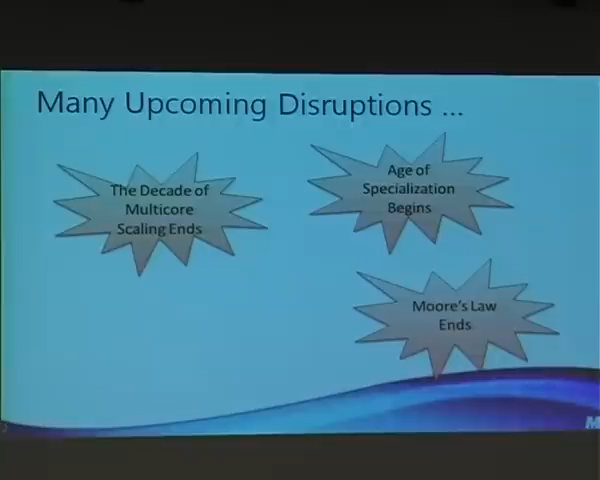 Many Upcoming Disruptions ...
The Decade of
Multicore
Scaling Ends
Age of
Specialization
Begins
Moore's Law
Ends